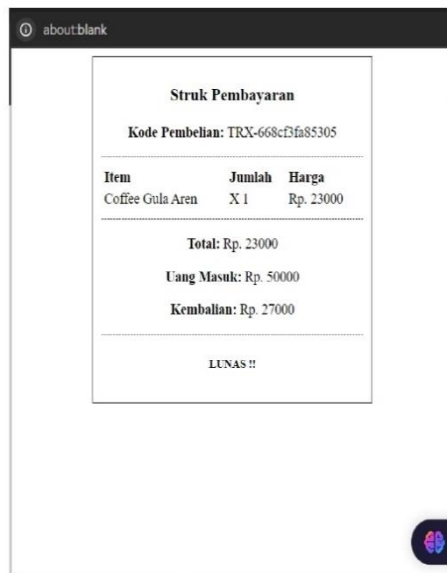 about:blank
Struk Pembayaran
Kode Pembelian: TRX-668cf3fa85305
Item Jumlah Harga
Coffee Gula Aren X 1 Rp. 23000
Total: Rp. 23000
Uang Masuk: Rp. 50000
Kembalian: Rp. 27000
LUNAS !!